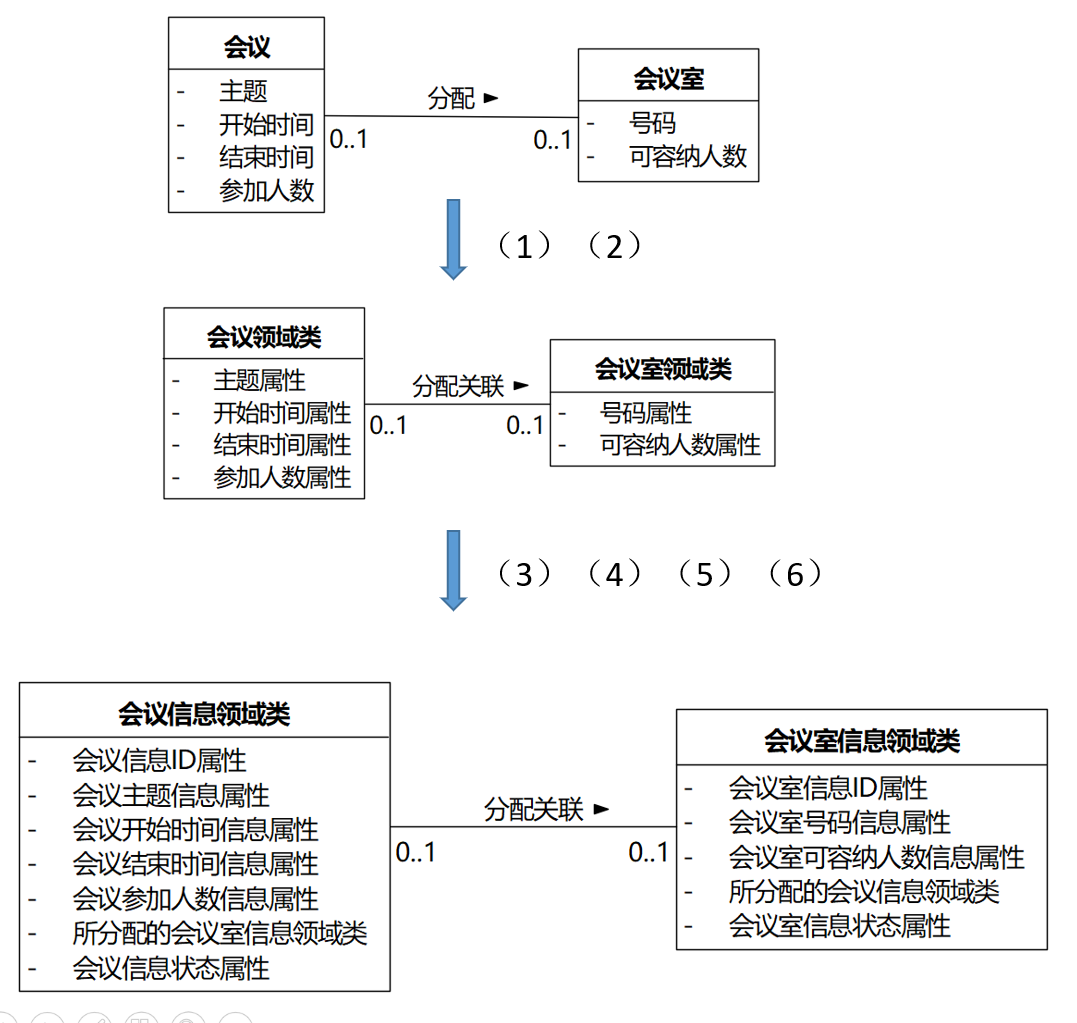 会议
- 主题
- 开始时间
- 结束时间
- 参加人数
分配 ►
0..1
0..1
会议室
- 号码
- 可容纳人数
（1）（2）
会议领域类
- 主题属性
- 开始时间属性
- 结束时间属性
- 参加人数属性
分配关联 ►
0..1
0..1
会议室领域类
- 号码属性
- 可容纳人数属性
（3）（4）（5）（6）
会议信息领域类
- 会议信息ID属性
- 会议主题信息属性
- 会议开始时间信息属性
- 会议结束时间信息属性
- 会议参加人数信息属性
- 所分配的会议室信息领域类
- 会议信息状态属性
分配关联 ►
0..1
0..1
会议室信息领域类
- 会议室信息ID属性
- 会议室号码信息属性
- 会议室可容纳人数信息属性
- 所分配的会议信息领域类
- 会议室信息状态属性